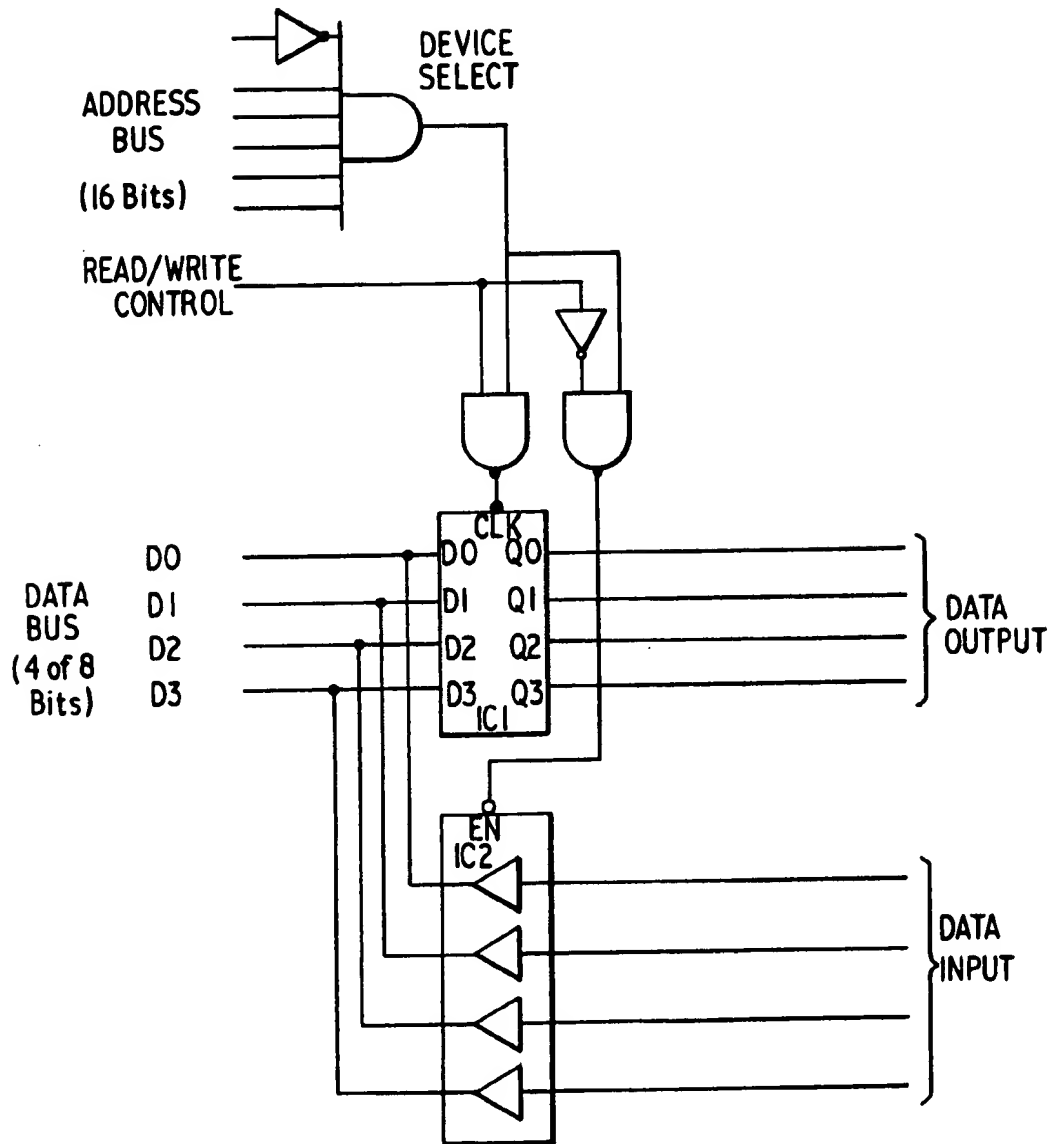 DEVICE
SELECT
ADDRESS
BUS
(16 Bits)
READ/WRITE
CONTROL
CLK
D0
D0 Q0
D1
D1 Q1
D2
D2 Q2
D3
D3 Q3
IC1
DATA
BUS
(4 of 8
Bits)
DATA
OUTPUT
EN
IC2
DATA
INPUT